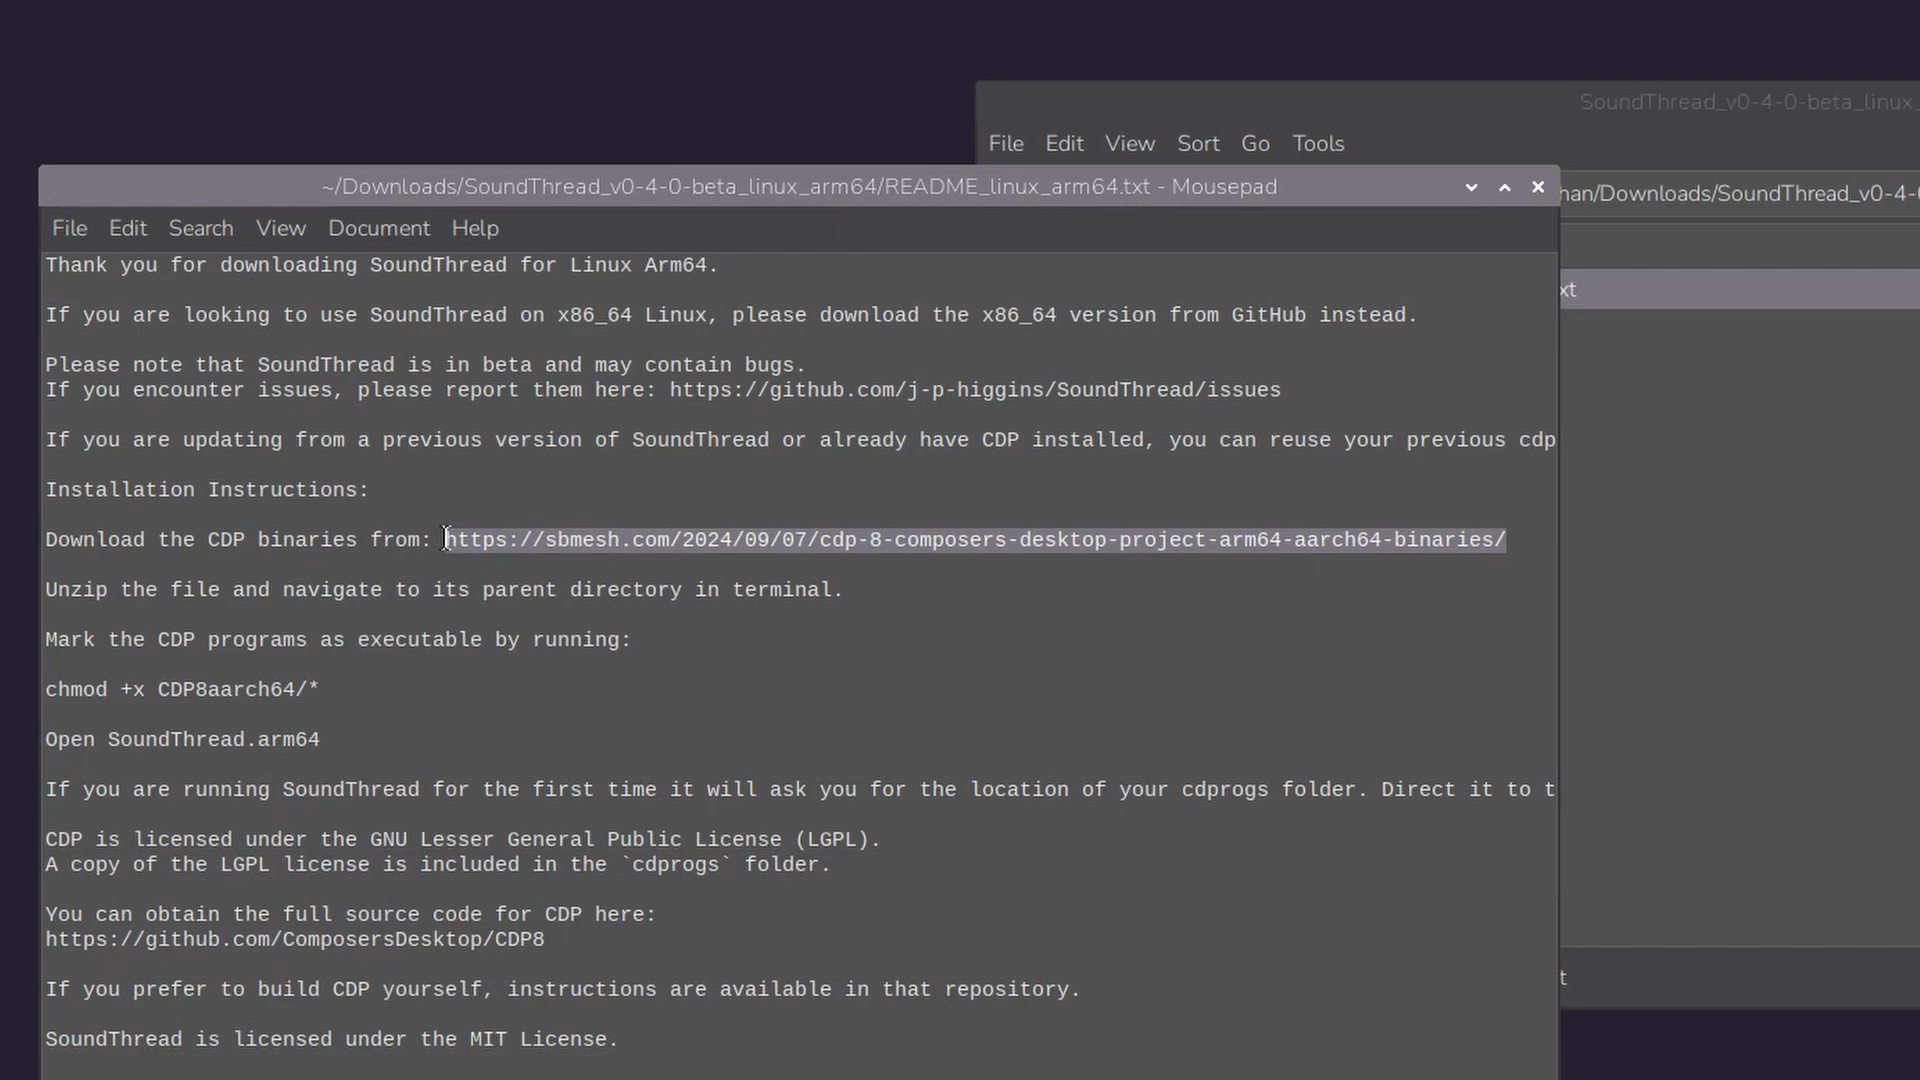 SoundThread_v0-4-0-beta_linux_
File Edit View Sort Go Tools
~/Downloads/SoundThread_v0-4-0-beta_linux_arm64/README_linux_arm64.txt - Mousepad
han/Downloads/SoundThread_v0-4-
File Edit Search View Document Help
Thank you for downloading SoundThread for Linux Arm64.
xt
If you are looking to use SoundThread on x86_64 Linux, please download the x86_64 version from GitHub instead.
Please note that SoundThread is in beta and may contain bugs.
If you encounter issues, please report them here: https://github.com/j-p-higgins/SoundThread/issues
If you are updating from a previous version of SoundThread or already have CDP installed, you can reuse your previous cdp
Installation Instructions:
Download the CDP binaries from: https://sbmesh.com/2024/09/07/cdp-8-composers-desktop-project-arm64-aarch64-binaries/
Unzip the file and navigate to its parent directory in terminal.
Mark the CDP programs as executable by running:
chmod +x CDP8aarch64/*
Open SoundThread.arm64
If you are running SoundThread for the first time it will ask you for the location of your cdprogs folder. Direct it to t
CDP is licensed under the GNU Lesser General Public License (LGPL).
A copy of the LGPL license is included in the `cdprogs` folder.
You can obtain the full source code for CDP here:
https://github.com/ComposersDesktop/CDP8
t
If you prefer to build CDP yourself, instructions are available in that repository.
SoundThread is licensed under the MIT License.